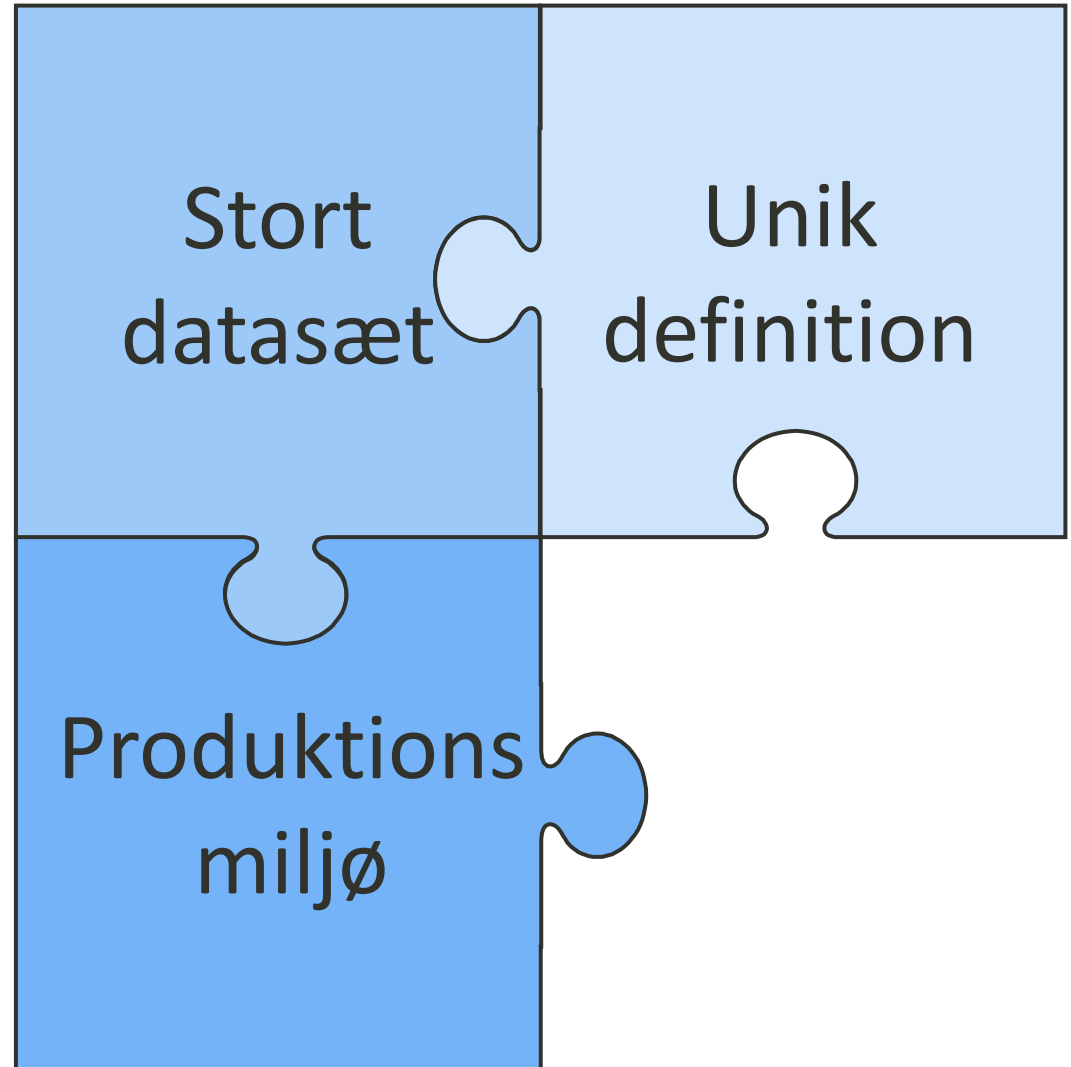 Stort
datasæt
Unik
definition
Produktions
miljø